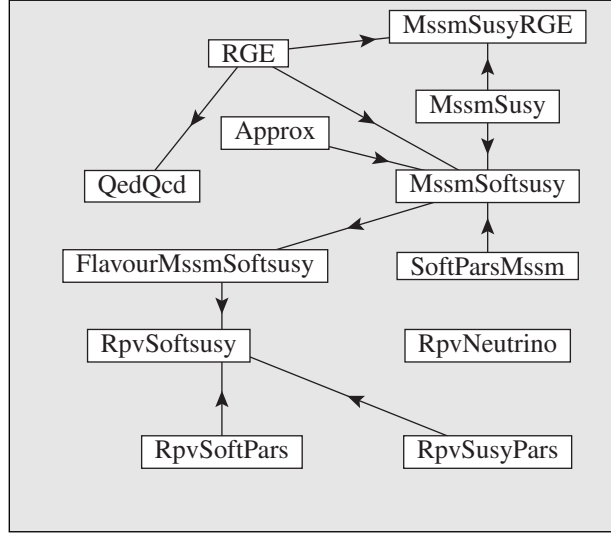 MssmSusyRGE
RGE
MssmSusy
Approx
QedQcd
MssmSoftsusy
FlavourMssmSoftsusy
SoftParsMssm
RpvSoftsusy
RpvNeutrino
RpvSoftPars
RpvSusyPars